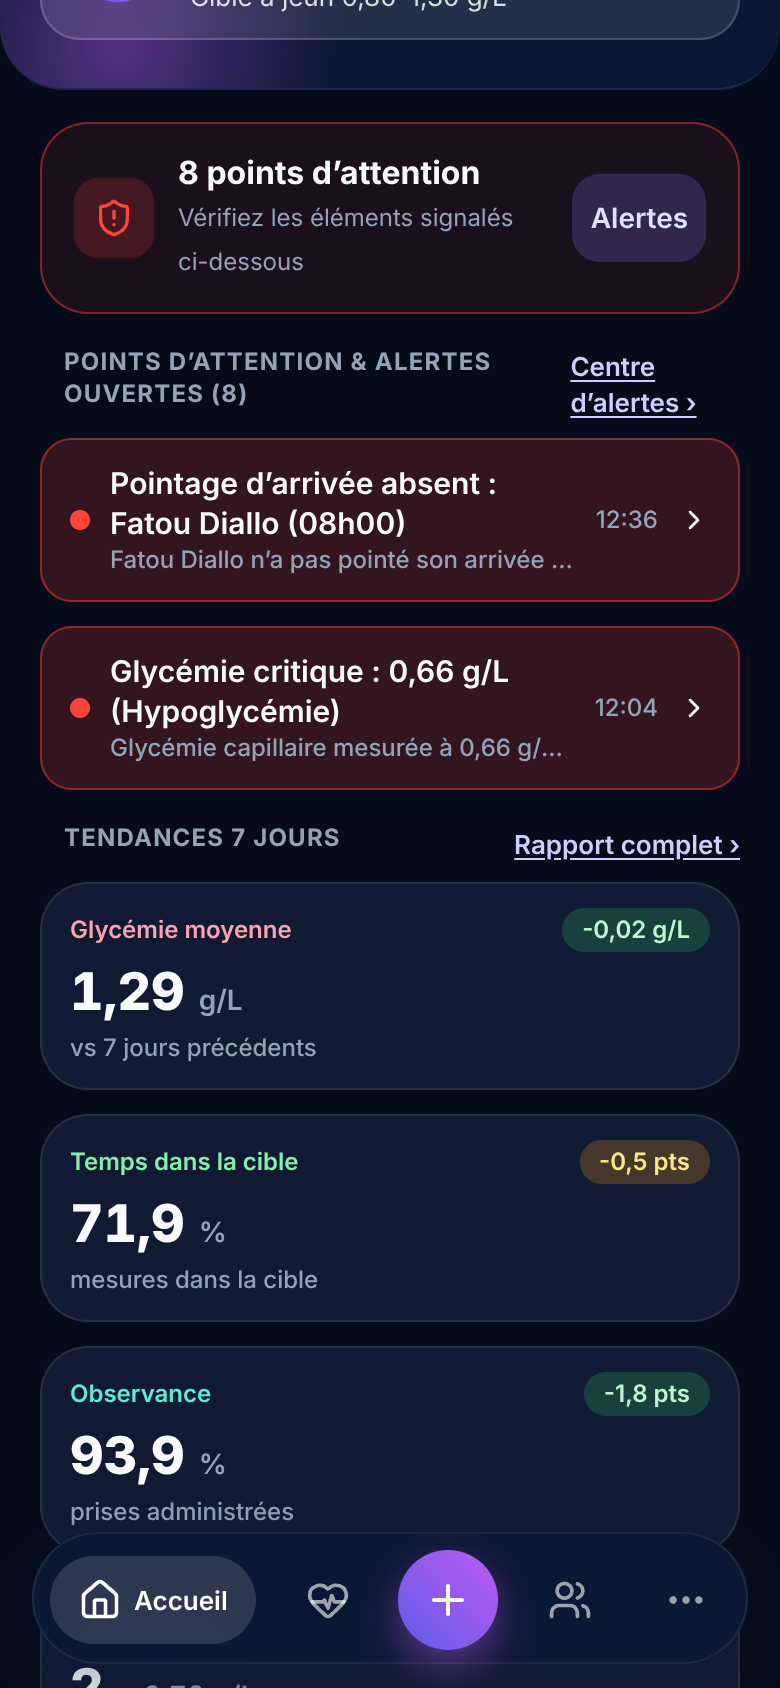 8 points d’attention
Vérifiez les éléments signalés
ci-dessous
Alertes
POINTS D’ATTENTION & ALERTES
OUVERTES (8)
Centre
d’alertes ›
Pointage d’arrivée absent :
Fatou Diallo (08h00)
Fatou Diallo n’a pas pointé son arrivée ...
12:36
Glycémie critique : 0,66 g/L
(Hypoglycémie)
Glycémie capillaire mesurée à 0,66 g/...
12:04
TENDANCES 7 JOURS
Rapport complet ›
Glycémie moyenne
-0,02 g/L
1,29 g/L
vs 7 jours précédents
Temps dans la cible
-0,5 pts
71,9 %
mesures dans la cible
Observance
-1,8 pts
93,9 %
prises administrées
Accueil